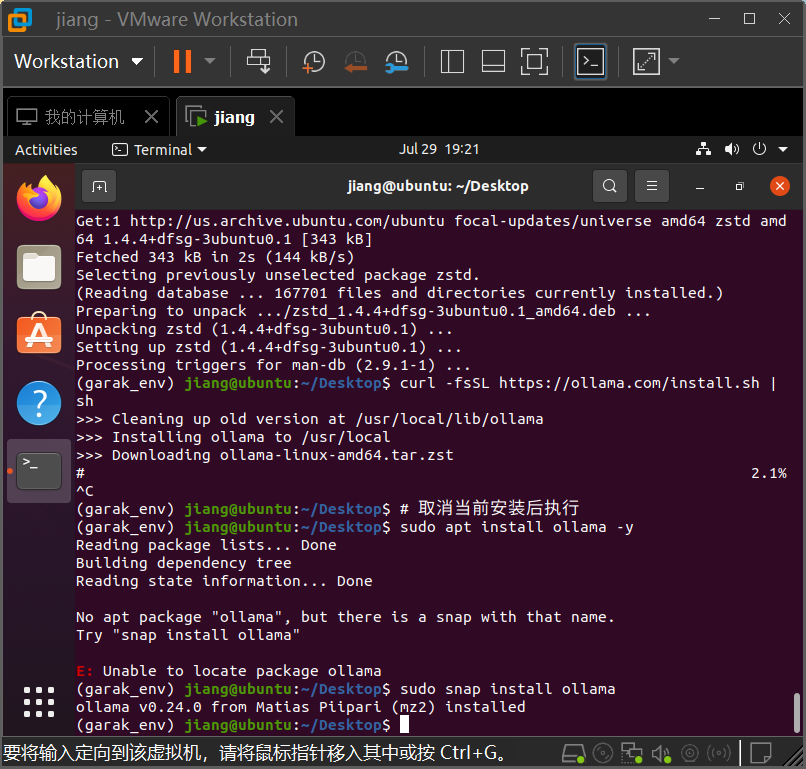 jiang - VMware Workstation
Workstation
我的计算机
jiang
Activities
Terminal
Jul 29 19:21
jiang@ubuntu: ~/Desktop
Get:1 http://us.archive.ubuntu.com/ubuntu focal-updates/universe amd64 zstd amd
64 1.4.4+dfsg-3ubuntu0.1 [343 kB]
Fetched 343 kB in 2s (144 kB/s)
Selecting previously unselected package zstd.
(Reading database ... 167701 files and directories currently installed.)
Preparing to unpack .../zstd_1.4.4+dfsg-3ubuntu0.1_amd64.deb ...
Unpacking zstd (1.4.4+dfsg-3ubuntu0.1) ...
Setting up zstd (1.4.4+dfsg-3ubuntu0.1) ...
Processing triggers for man-db (2.9.1-1) ...
(garak_env) jiang@ubuntu:~/Desktop$ curl -fsSL https://ollama.com/install.sh |
sh
>>> Cleaning up old version at /usr/local/lib/ollama
>>> Installing ollama to /usr/local
>>> Downloading ollama-linux-amd64.tar.zst
# 2.1%
^C
(garak_env) jiang@ubuntu:~/Desktop$ # 取消当前安装后执行
(garak_env) jiang@ubuntu:~/Desktop$ sudo apt install ollama -y
Reading package lists... Done
Building dependency tree
Reading state information... Done
No apt package "ollama", but there is a snap with that name.
Try "snap install ollama"
E: Unable to locate package ollama
(garak_env) jiang@ubuntu:~/Desktop$ sudo snap install ollama
ollama v0.24.0 from Matias Piipari (mz2) installed
(garak_env) jiang@ubuntu:~/Desktop$
要将输入定向到该虚拟机，请将鼠标指针移入其中或按 Ctrl+G。